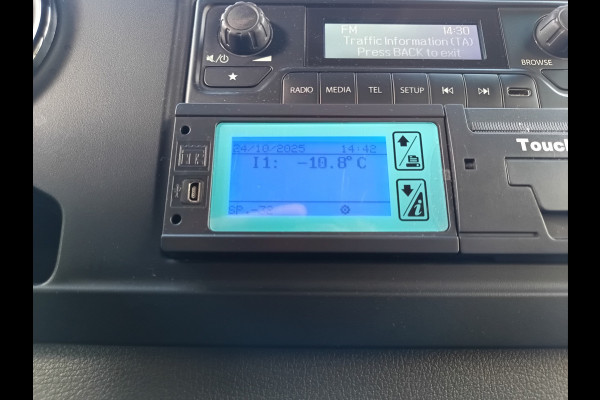 FM 14:30
Traffic Information (TA)
Press BACK to exit
BROWSE
RADIO MEDIA TEL SETUP
24/10/2025 14:42
I1: -10.8°C
Touch